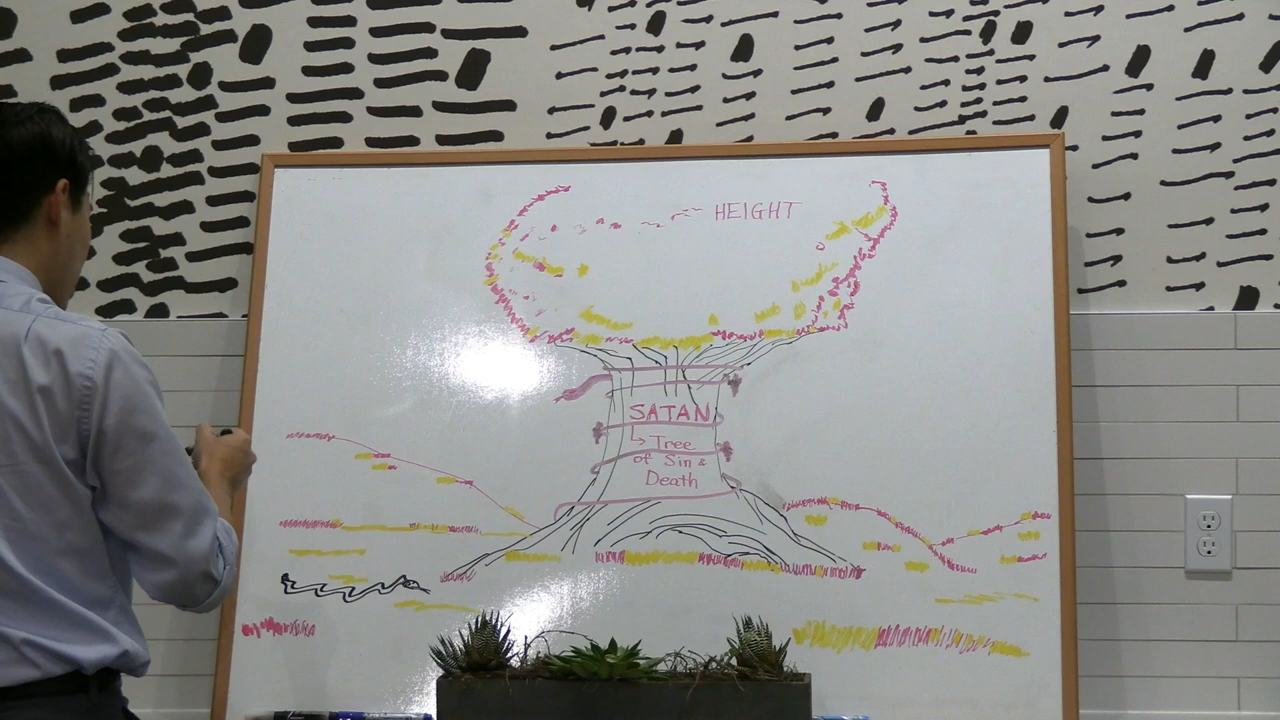 HEIGHT
SATAN
↳ Tree
of Sin &
Death